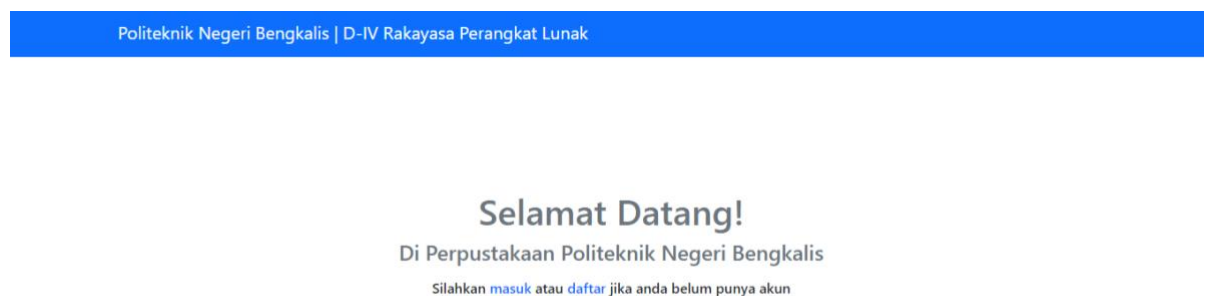 Politeknik Negeri Bengkalis | D-IV Rakayasa Perangkat Lunak
Selamat Datang!
Di Perpustakaan Politeknik Negeri Bengkalis
Silahkan masuk atau daftar jika anda belum punya akun